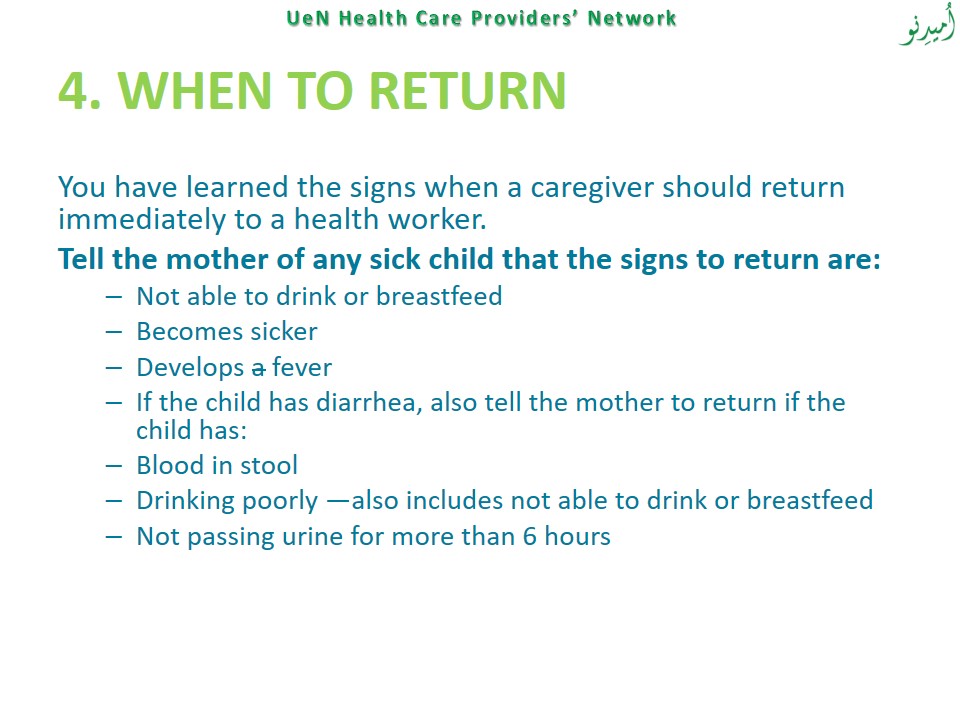 UeN Health Care Providers’ Network
اُمیدِنو
4. WHEN TO RETURN
You have learned the signs when a caregiver should return
immediately to a health worker.
Tell the mother of any sick child that the signs to return are:
– Not able to drink or breastfeed
– Becomes sicker
– Develops a fever
– If the child has diarrhea, also tell the mother to return if the
child has:
– Blood in stool
– Drinking poorly —also includes not able to drink or breastfeed
– Not passing urine for more than 6 hours